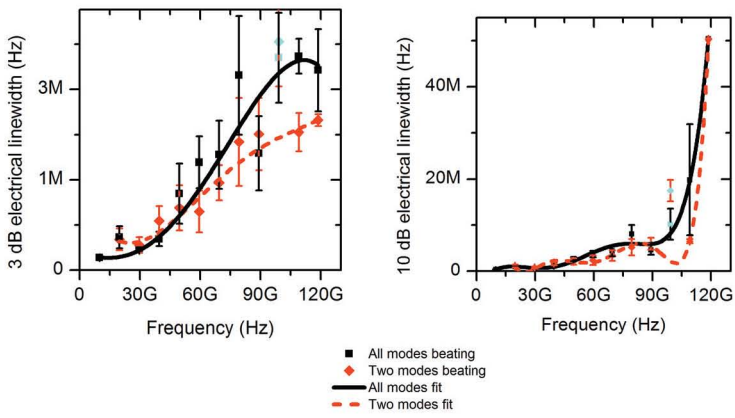 3 dB electrical linewidth (Hz)
3M
1M
0
0
30G
60G
90G
120G
Frequency (Hz)
10 dB electrical linewidth (Hz)
40M
20M
0
0
30G
60G
90G
120G
Frequency (Hz)
All modes beating
Two modes beating
All modes fit
Two modes fit